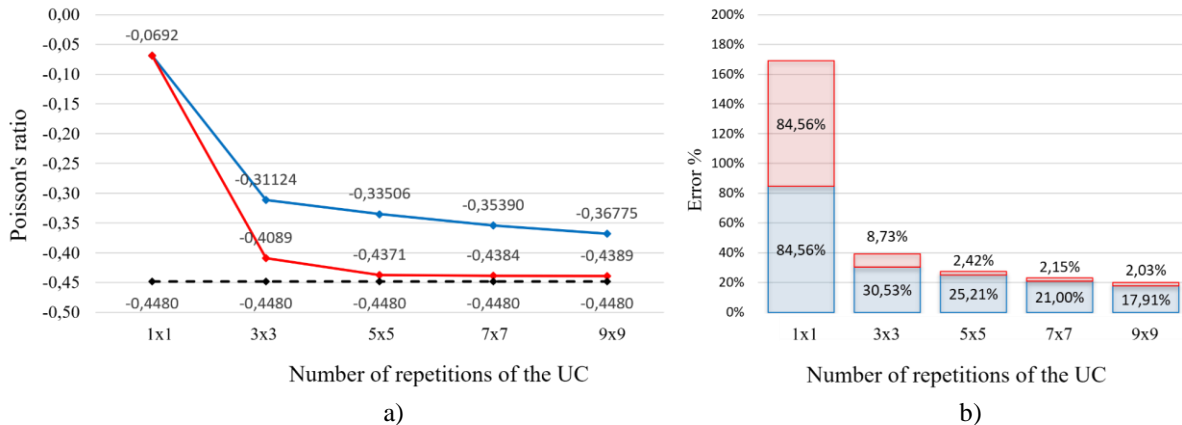 0,00
-0,05
-0,10
-0,15
-0,20
-0,25
-0,30
-0,35
-0,40
-0,45
-0,50
Poisson's ratio
-0,0692
-0,31124
-0,33506
-0,35390
-0,36775
-0,4089
-0,4371
-0,4384
-0,4389
-0,4480
-0,4480
-0,4480
-0,4480
-0,4480
1x1
3x3
5x5
7x7
9x9
Number of repetitions of the UC
a)
200%
180%
160%
140%
120%
100%
80%
60%
40%
20%
0%
Error %
84,56%
84,56%
8,73%
30,53%
2,42%
25,21%
2,15%
21,00%
2,03%
17,91%
1x1
3x3
5x5
7x7
9x9
Number of repetitions of the UC
b)